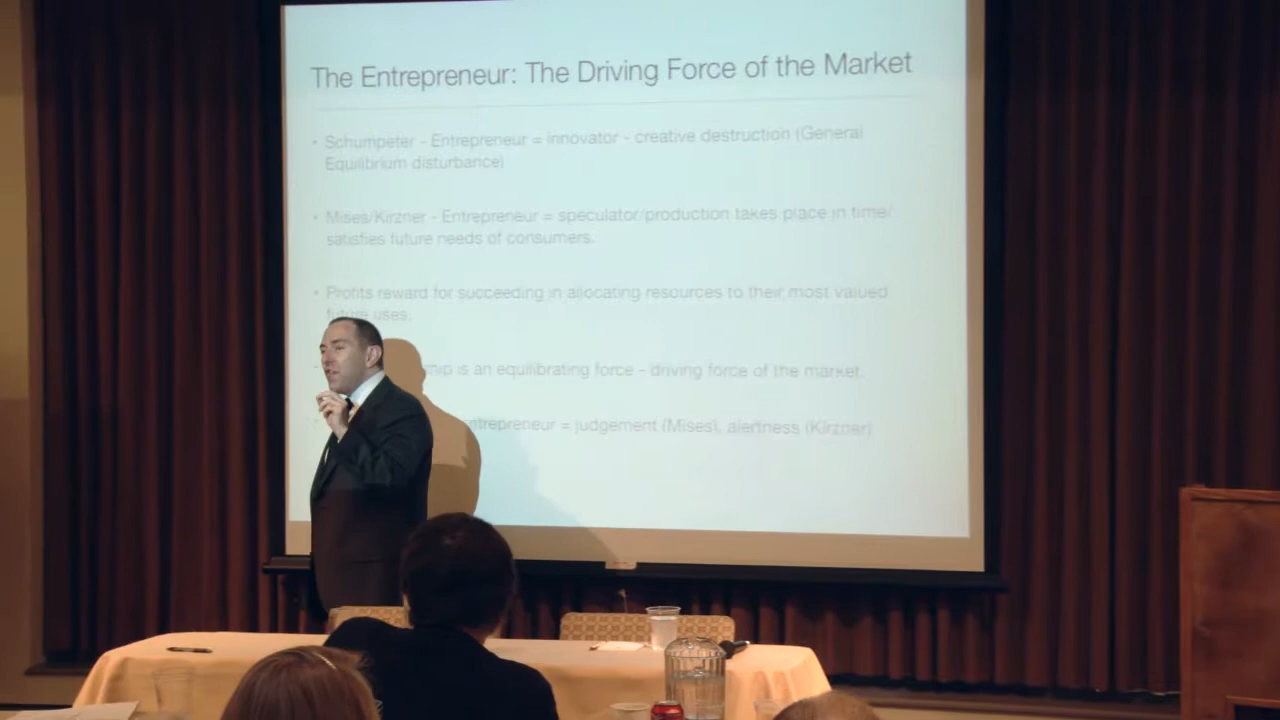 The Entrepreneur: The Driving Force of the Market
• Schumpeter - Entrepreneur = innovator - creative destruction (General
Equilibrium disturbance)
• Mises/Kirzner - Entrepreneur = speculator/production takes place in time/
satisfies future needs of consumers.
• Profits reward for succeeding in allocating resources to their most valued
future uses.
is an equilibrating force - driving force of the market.
= judgement (Mises), alertness (Kirzner)